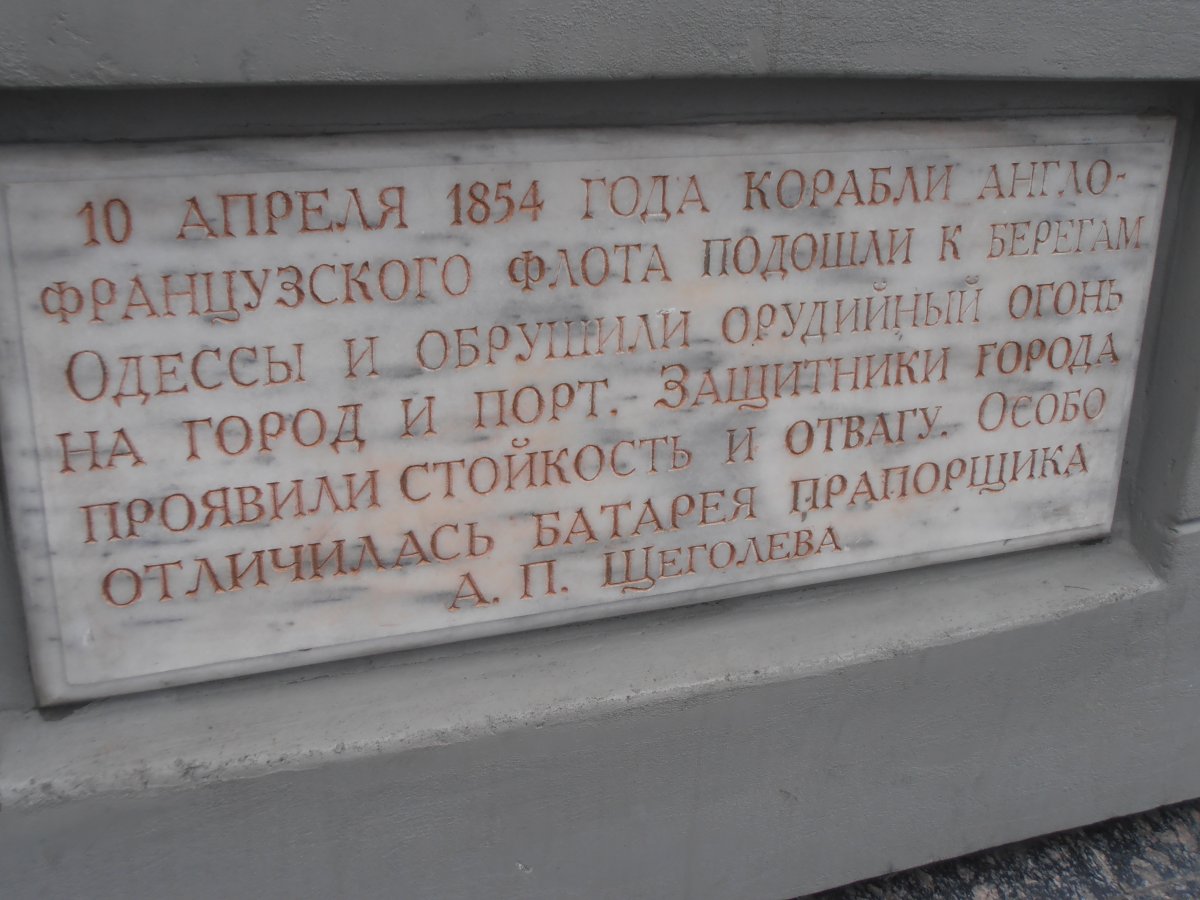 10 АПРЕЛЯ 1854 ГОДА КОРАБЛИ АНГЛО-
ФРАНЦУЗСКОГО ФЛОТА ПОДОШЛИ К БЕРЕГАМ
ОДЕССЫ И ОБРУШИЛИ ОРУДИЙНЫЙ ОГОНЬ
НА ГОРОД И ПОРТ. ЗАЩИТНИКИ ГОРОДА
ПРОЯВИЛИ СТОЙКОСТЬ И ОТВАГУ. ОСОБО
ОТЛИЧИЛАСЬ БАТАРЕЯ ПРАПОРЩИКА
А. П. ЩЕГОЛЕВА